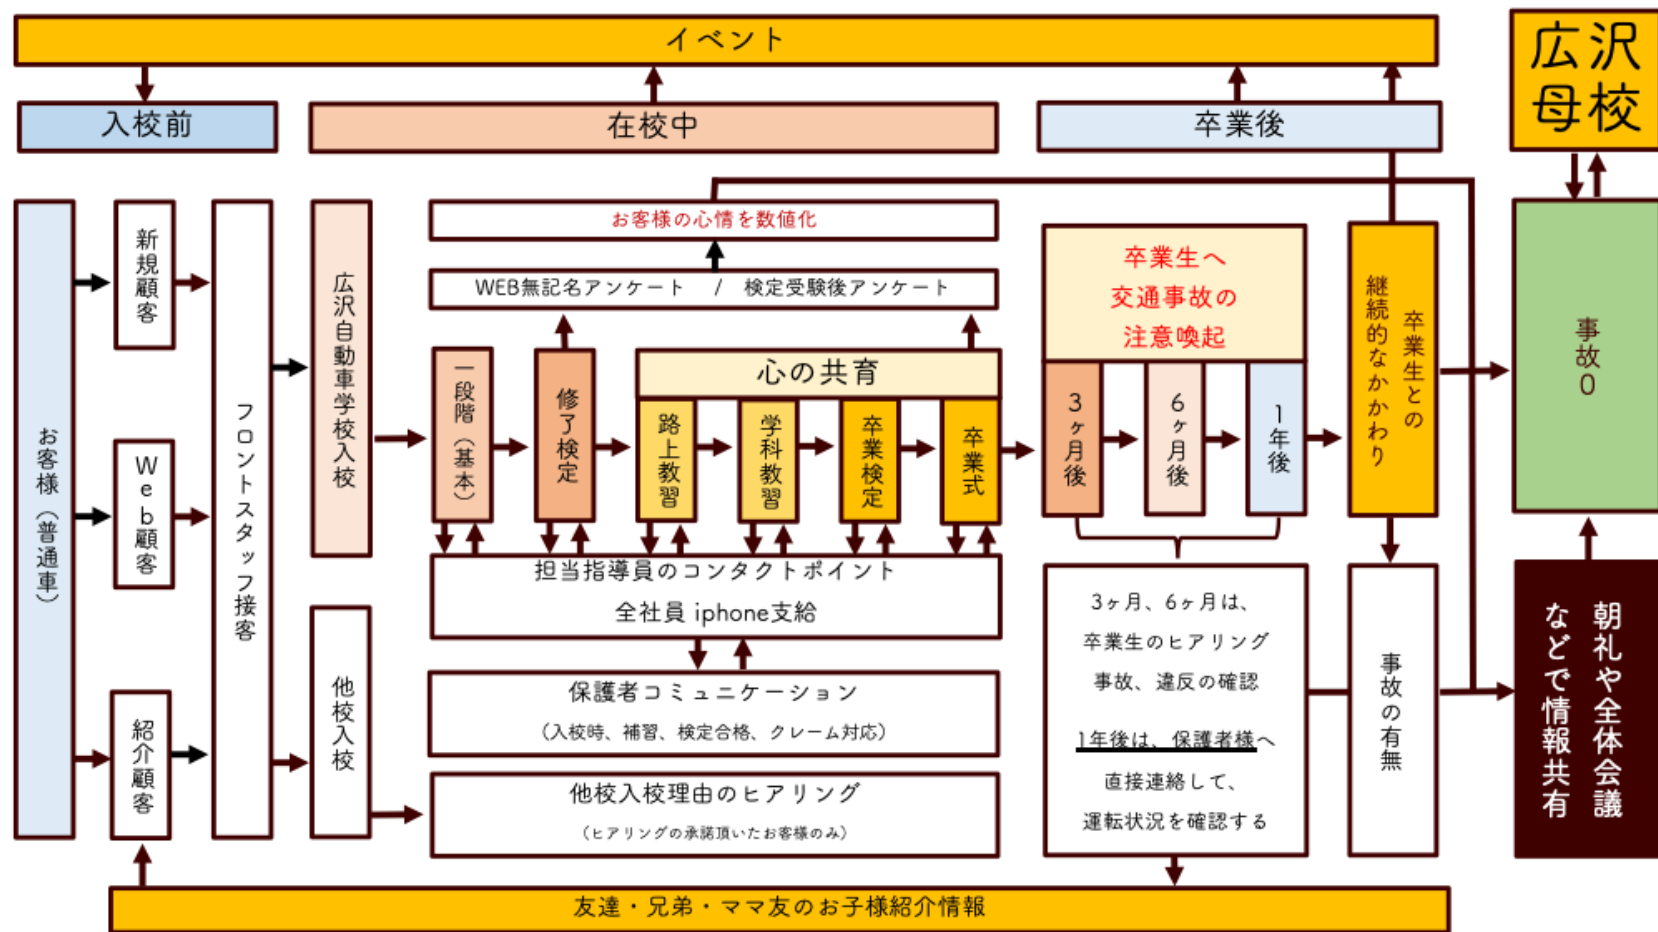 イベント
広沢
母校
入校前
在校中
卒業後
お客様（普通車）
新規顧客
Web顧客
紹介顧客
フロントスタッフ接客
広沢自動車学校入校
他校入校
お客様の心情を数値化
WEB無記名アンケート / 検定受験後アンケート
一段階（基本）
修了検定
心の共育
路上教習
学科教習
卒業検定
卒業式
担当指導員のコンタクトポイント
全社員 iphone支給
保護者コミュニケーション
（入校時、補習、検定合格、クレーム対応）
他校入校理由のヒアリング
（ヒアリングの承諾頂いたお客様のみ）
卒業生へ
交通事故の
注意喚起
3ヶ月後
6ヶ月後
1年後
3ヶ月、6ヶ月は、
卒業生のヒアリング
事故、違反の確認
1年後は、保護者様へ
直接連絡して、
運転状況を確認する
卒業生との
継続的なかかわり
事故の有無
事故0
朝礼や全体会議
などで情報共有
友達・兄弟・ママ友のお子様紹介情報